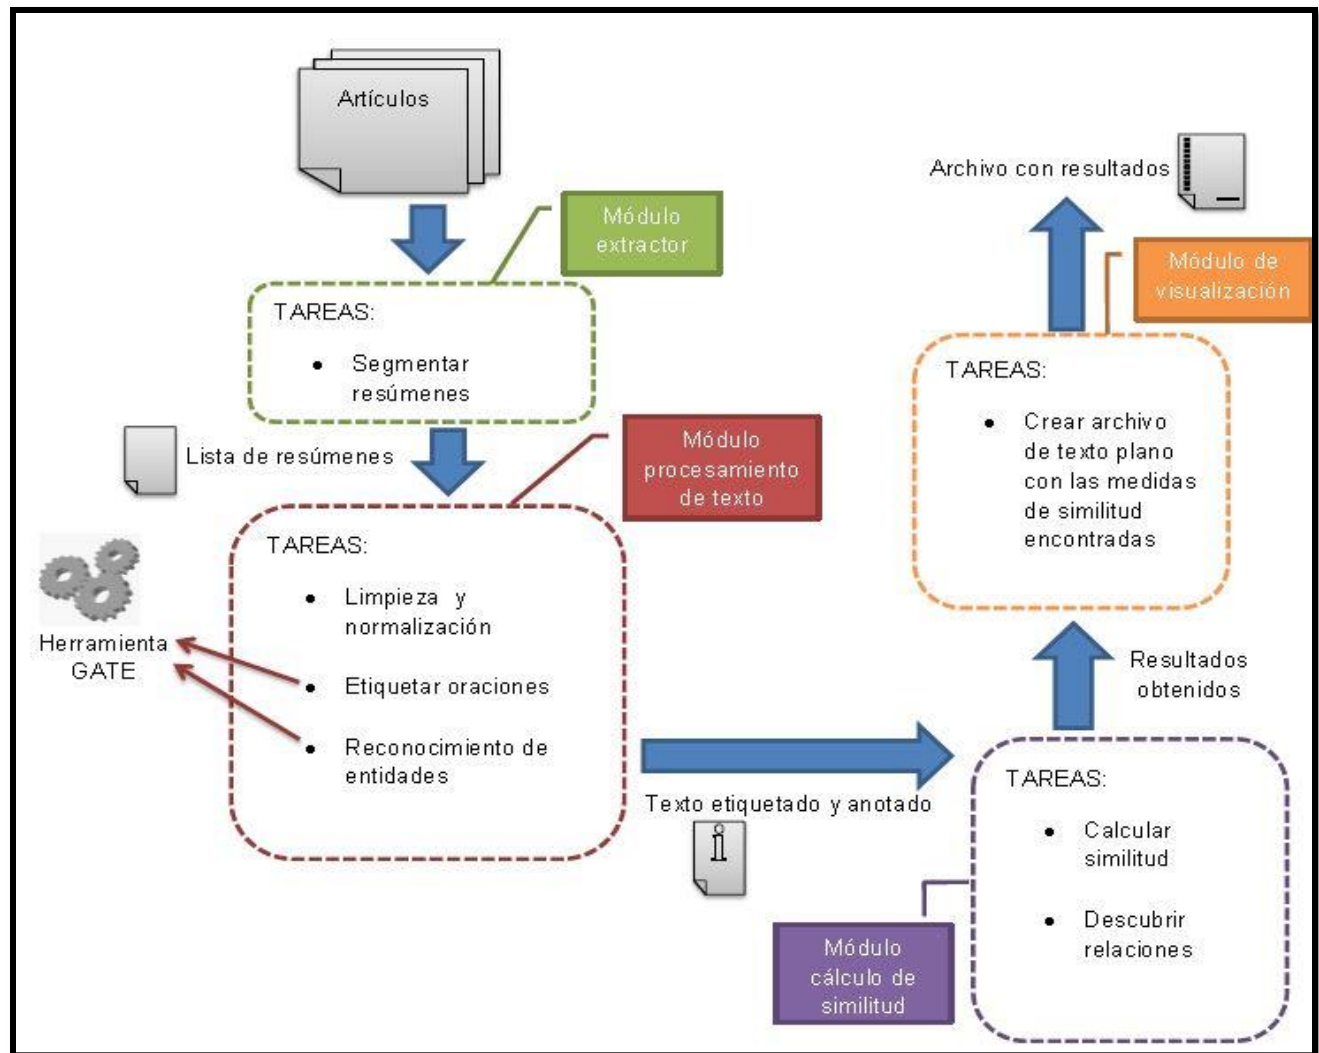 Artículos
Módulo
extractor
TAREAS:
• Segmentar
resúmenes
Lista de resúmenes
Módulo
procesamiento
de texto
TAREAS:
• Limpieza y
normalización
• Etiquetar oraciones
• Reconocimiento de
entidades
Herramienta
GATE
Texto etiquetado y anotado
i
Módulo
cálculo de
similitud
TAREAS:
• Calcular
similitud
• Descubrir
relaciones
Resultados
obtenidos
Módulo de
visualización
TAREAS:
• Crear archivo
de texto plano
con las medidas
de similitud
encontradas
Archivo con resultados